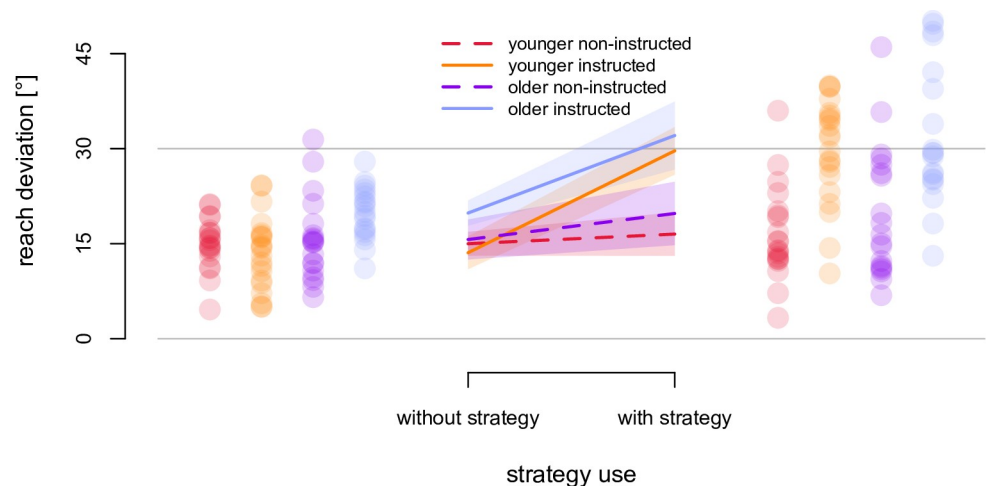 younger non-instructed
younger instructed
older non-instructed
older instructed
reach deviation [°]
45
30
15
0
without strategy
with strategy
strategy use